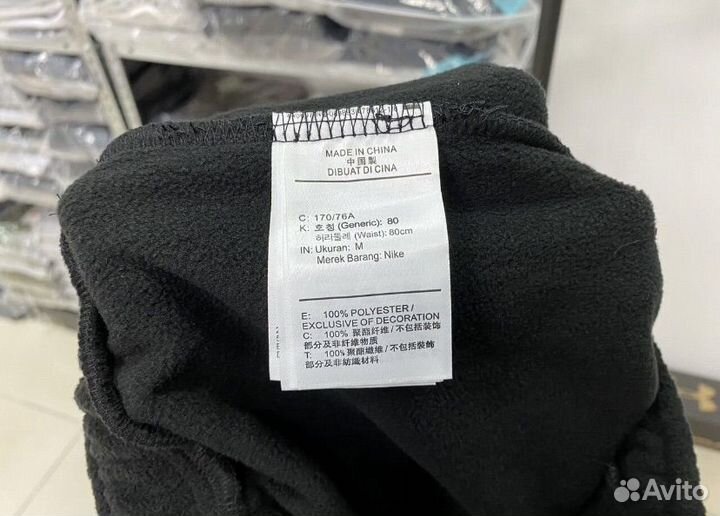 MADE IN CHINA
中国製
DIBUAT DI CINA
C: 170/76A
K: 호칭 (Generic): 80
허리둘레 (Waist): 80cm
IN: Ukuran: M
Merek Barang: Nike
E: 100% POLYESTER /
EXCLUSIVE OF DECORATION
C: 100% 聚酯纤维 / 不包括装饰
部分及非纤维物质
T: 100% 聚酯纖維 / 不包括裝飾
部分及非紡織材料
Avito